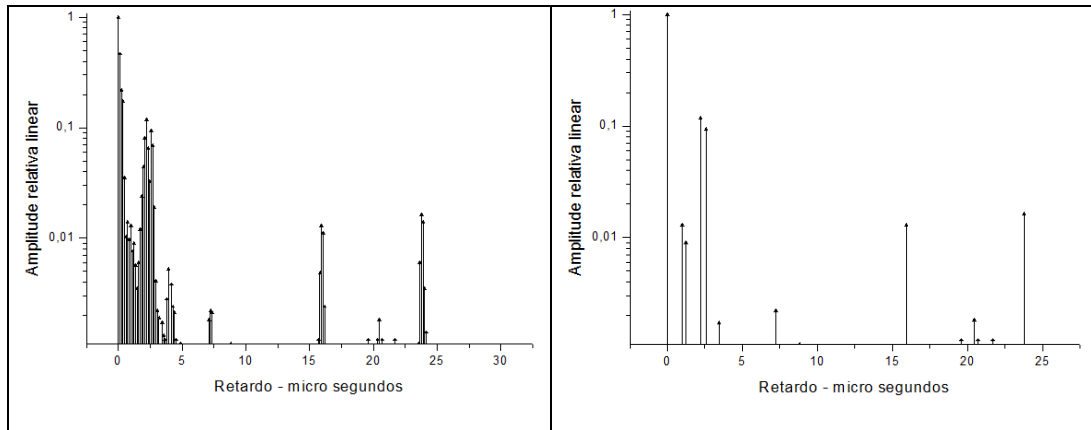 1
0,1
0,01
Amplitude relativa linear
0 5 10 15 20 25 30
Retardo - micro segundos
1
0,1
0,01
Amplitude relativa linear
0 5 10 15 20 25
Retardo - micro segundos